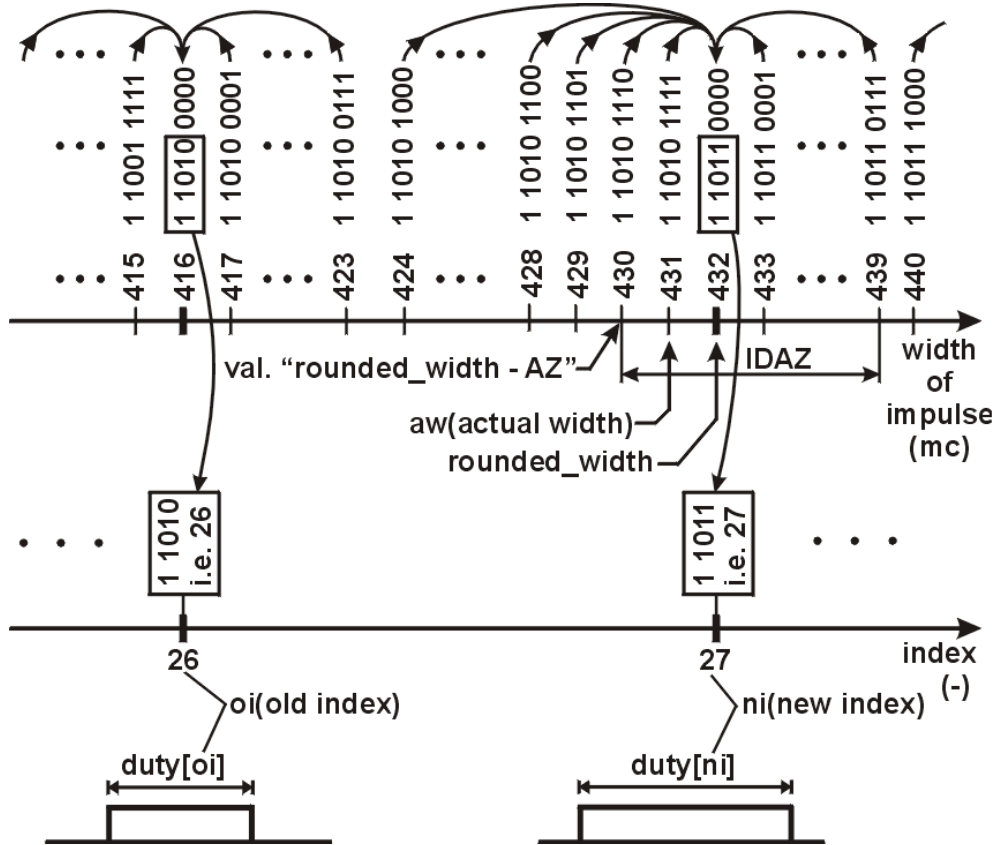 • • • • • • • • •
1 1001 1111
1 1010 0000
1 1010 0001
1 1010 0111
1 1010 1000
1 1010 1100
1 1010 1101
1 1010 1110
1 1010 1111
1 1011 0000
1 1011 0001
1 1011 0111
1 1011 1000
415
416
417
423
424
428
429
430
431
432
433
439
440
val. “rounded_width - AZ”
IDAZ
width
of
impulse
(mc)
aw(actual width)
rounded_width
1 1010
i.e. 26
1 1011
i.e. 27
26
27
index
(-)
oi(old index)
ni(new index)
duty[oi]
duty[ni]